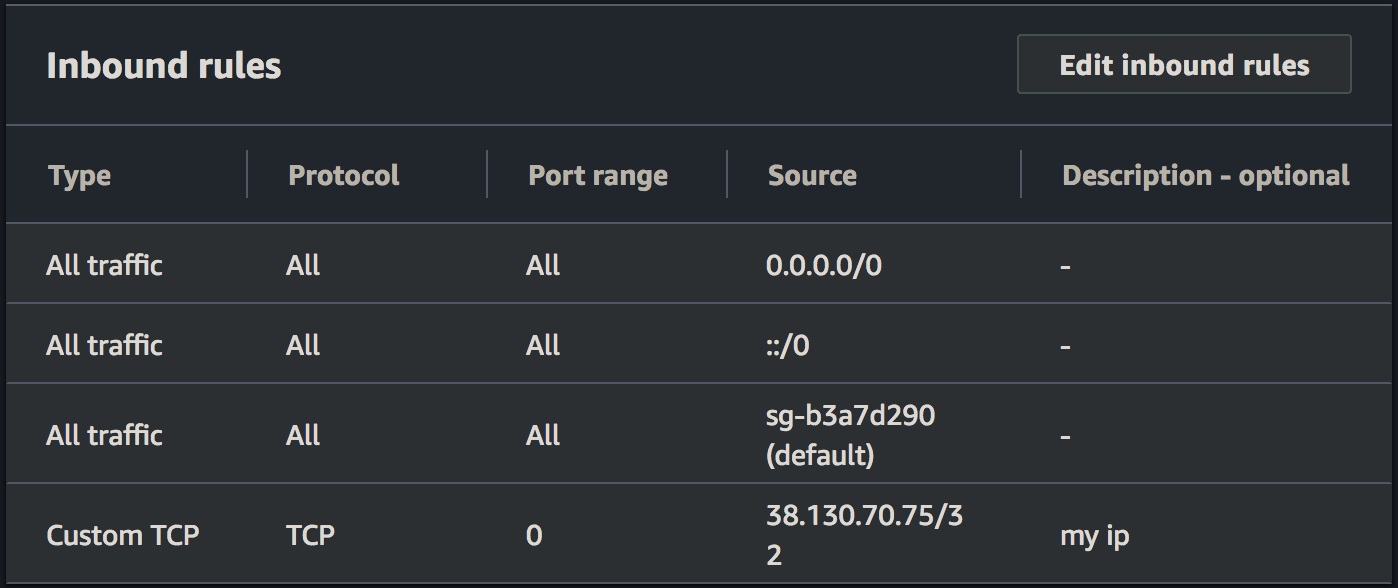 Inbound rules
Edit inbound rules
Type Protocol Port range Source Description - optional
All traffic All All 0.0.0.0/0 -
All traffic All All ::/0 -
All traffic All All sg-b3a7d290 -
(default)
Custom TCP TCP 0 38.130.70.75/3 my ip
2